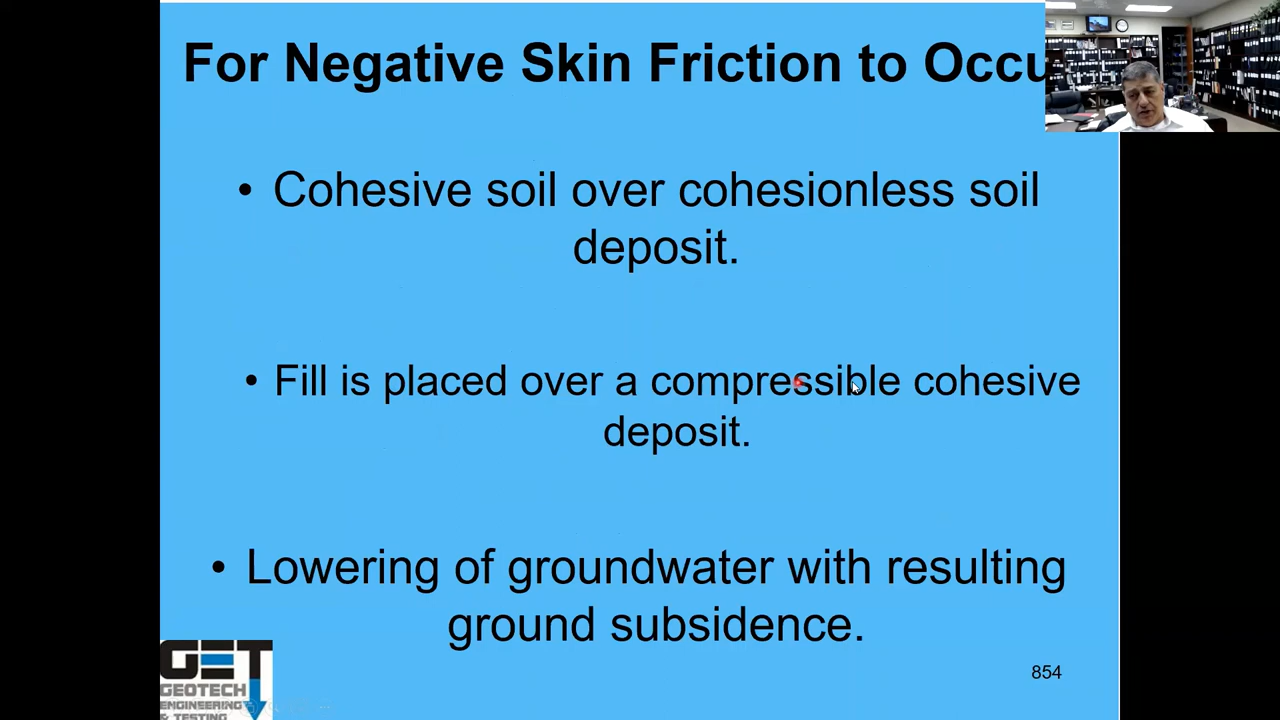 For Negative Skin Friction to Occu
• Cohesive soil over cohesionless soil
deposit.
• Fill is placed over a compressible cohesive
deposit.
• Lowering of groundwater with resulting
ground subsidence.
GET
GEOTECH
ENGINEERING
& TESTING
854